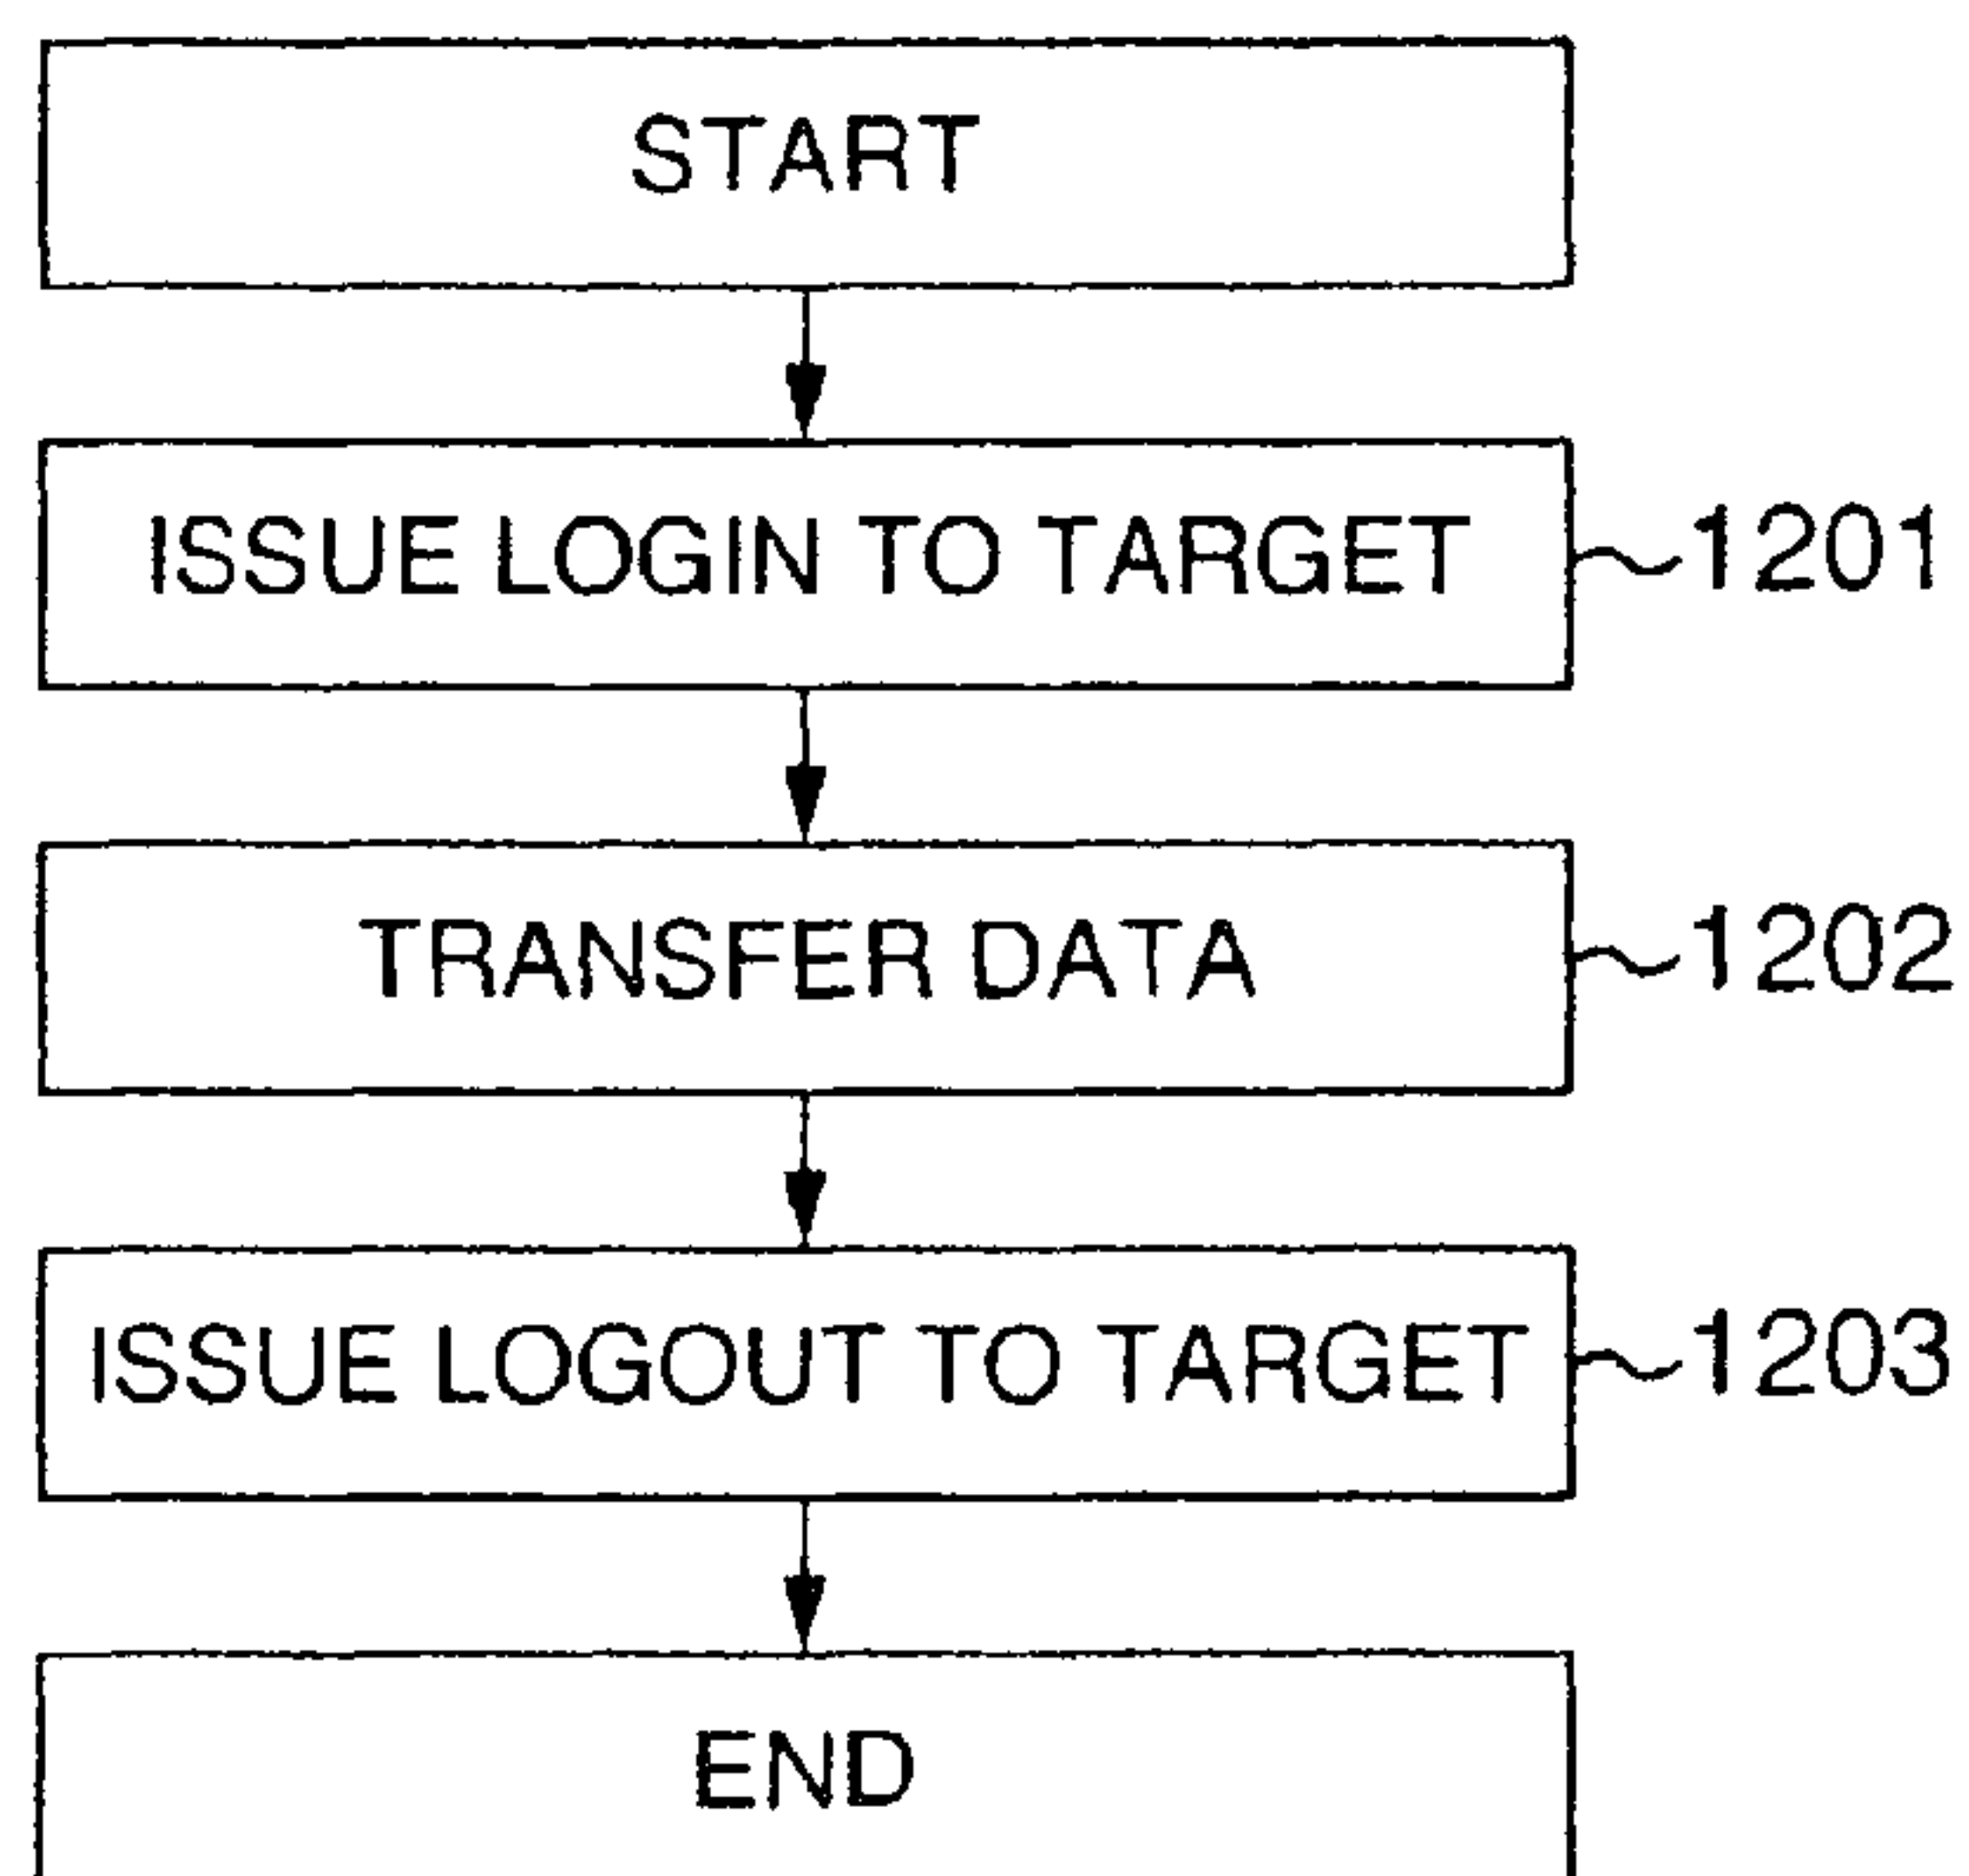 START
ISSUE LOGIN TO TARGET
1201
TRANSFER DATA
1202
ISSUE LOGOUT TO TARGET
1203
END